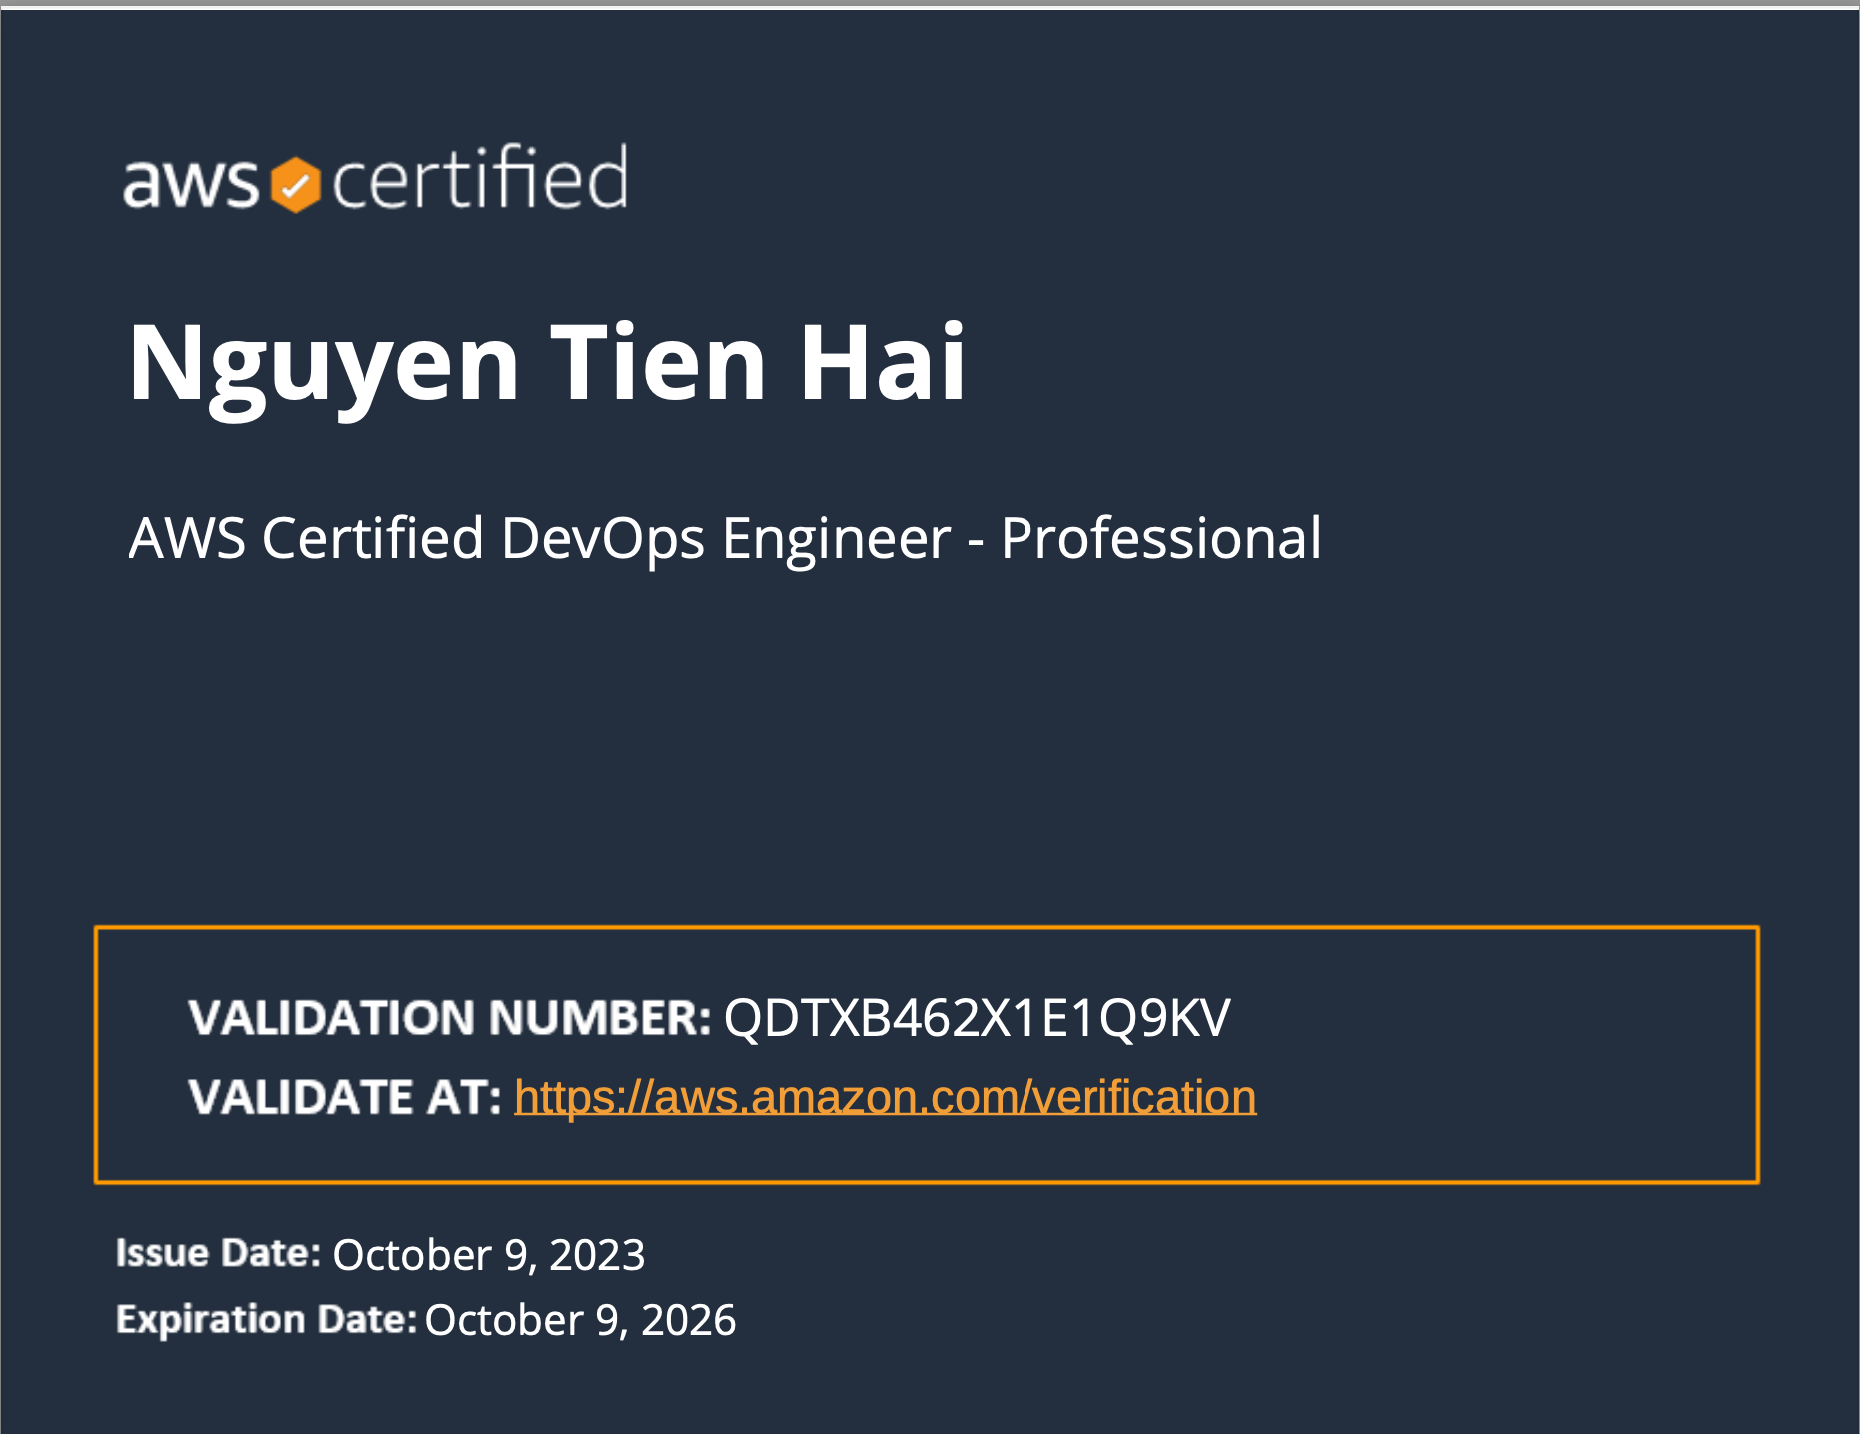 aws certified
Nguyen Tien Hai
AWS Certified DevOps Engineer - Professional
VALIDATION NUMBER: QDTXB462X1E1Q9KV
VALIDATE AT: https://aws.amazon.com/verification
Issue Date: October 9, 2023
Expiration Date: October 9, 2026